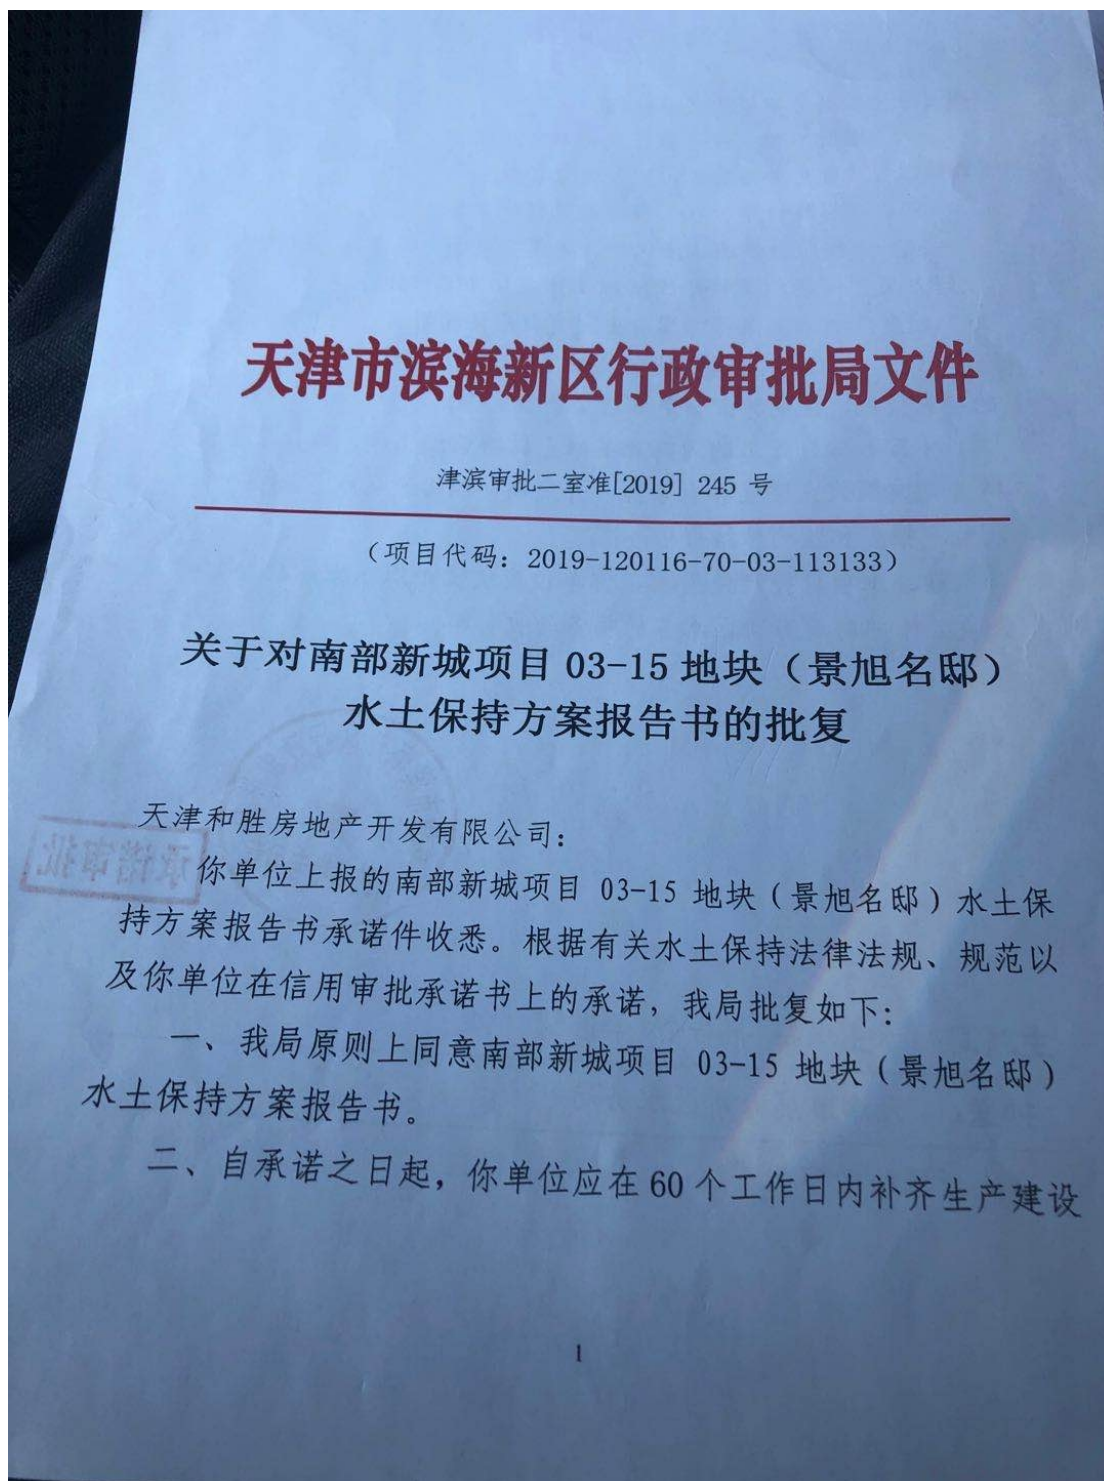 天津市滨海新区行政审批局文件
津滨审批二室准[2019] 245 号
（项目代码：2019-120116-70-03-113133）
关于对南部新城项目 03-15 地块（景旭名邸）
水土保持方案报告书的批复
天津和胜房地产开发有限公司：
承诺审批
你单位上报的南部新城项目 03-15 地块（景旭名邸）水土保
持方案报告书承诺件收悉。根据有关水土保持法律法规、规范以
及你单位在信用审批承诺书上的承诺，我局批复如下：
一、我局原则上同意南部新城项目 03-15 地块（景旭名邸）
水土保持方案报告书。
二、自承诺之日起，你单位应在 60 个工作日内补齐生产建设
1